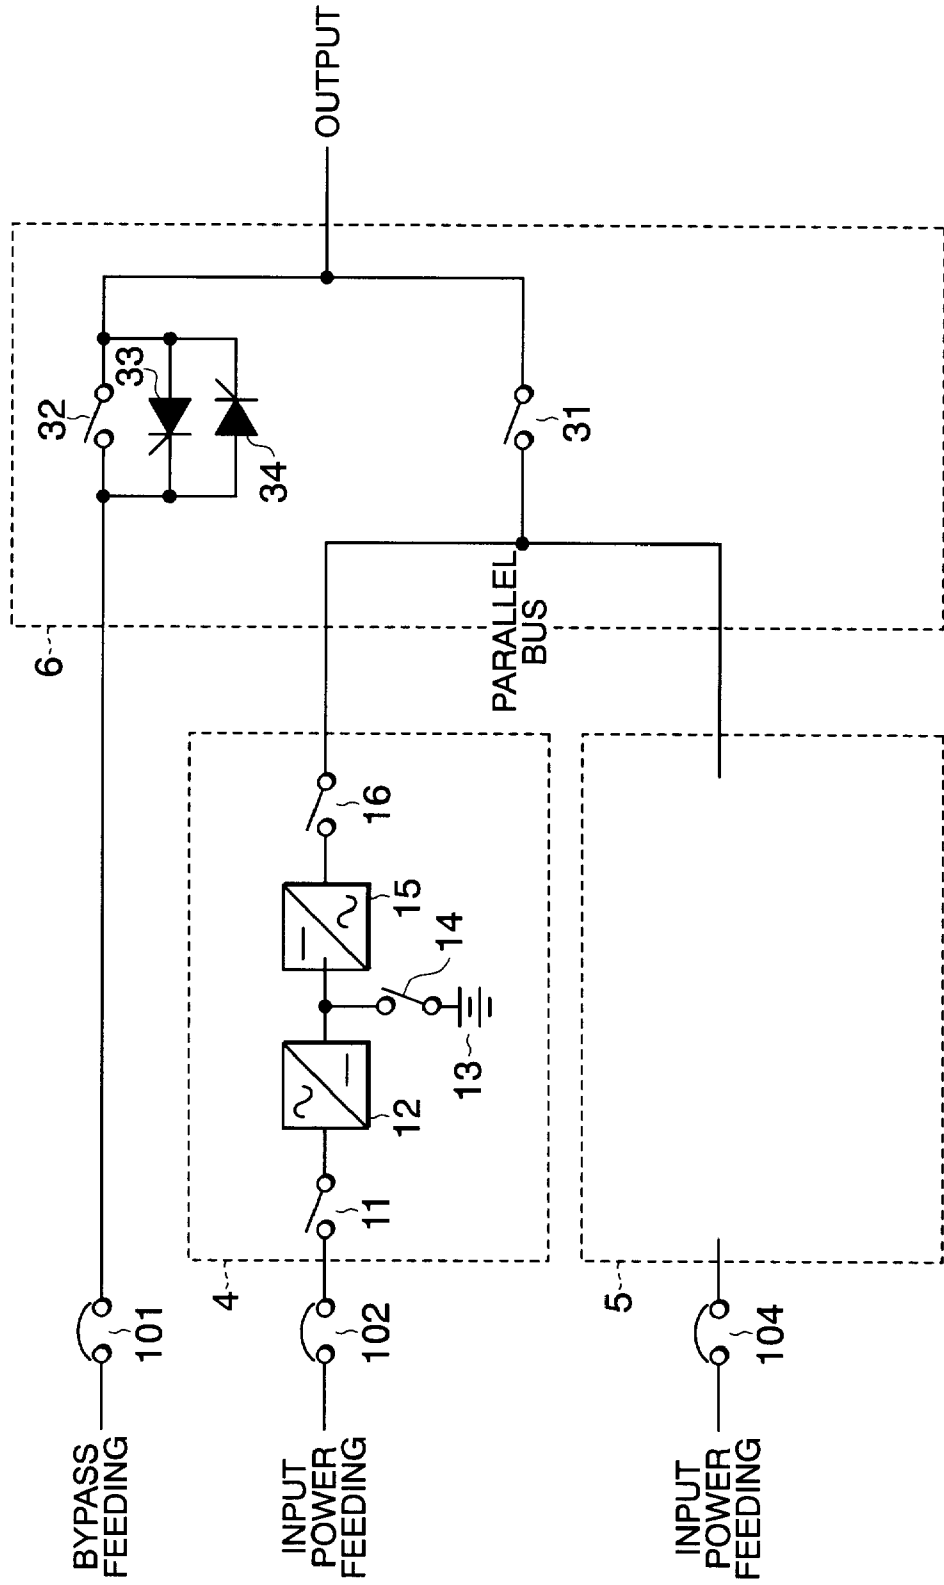 BYPASS
FEEDING
101
6
32
33
34
OUTPUT
INPUT
POWER
FEEDING
102
4
11
12
13
14
15
16
PARALLEL
BUS
31
INPUT
POWER
FEEDING
104
5